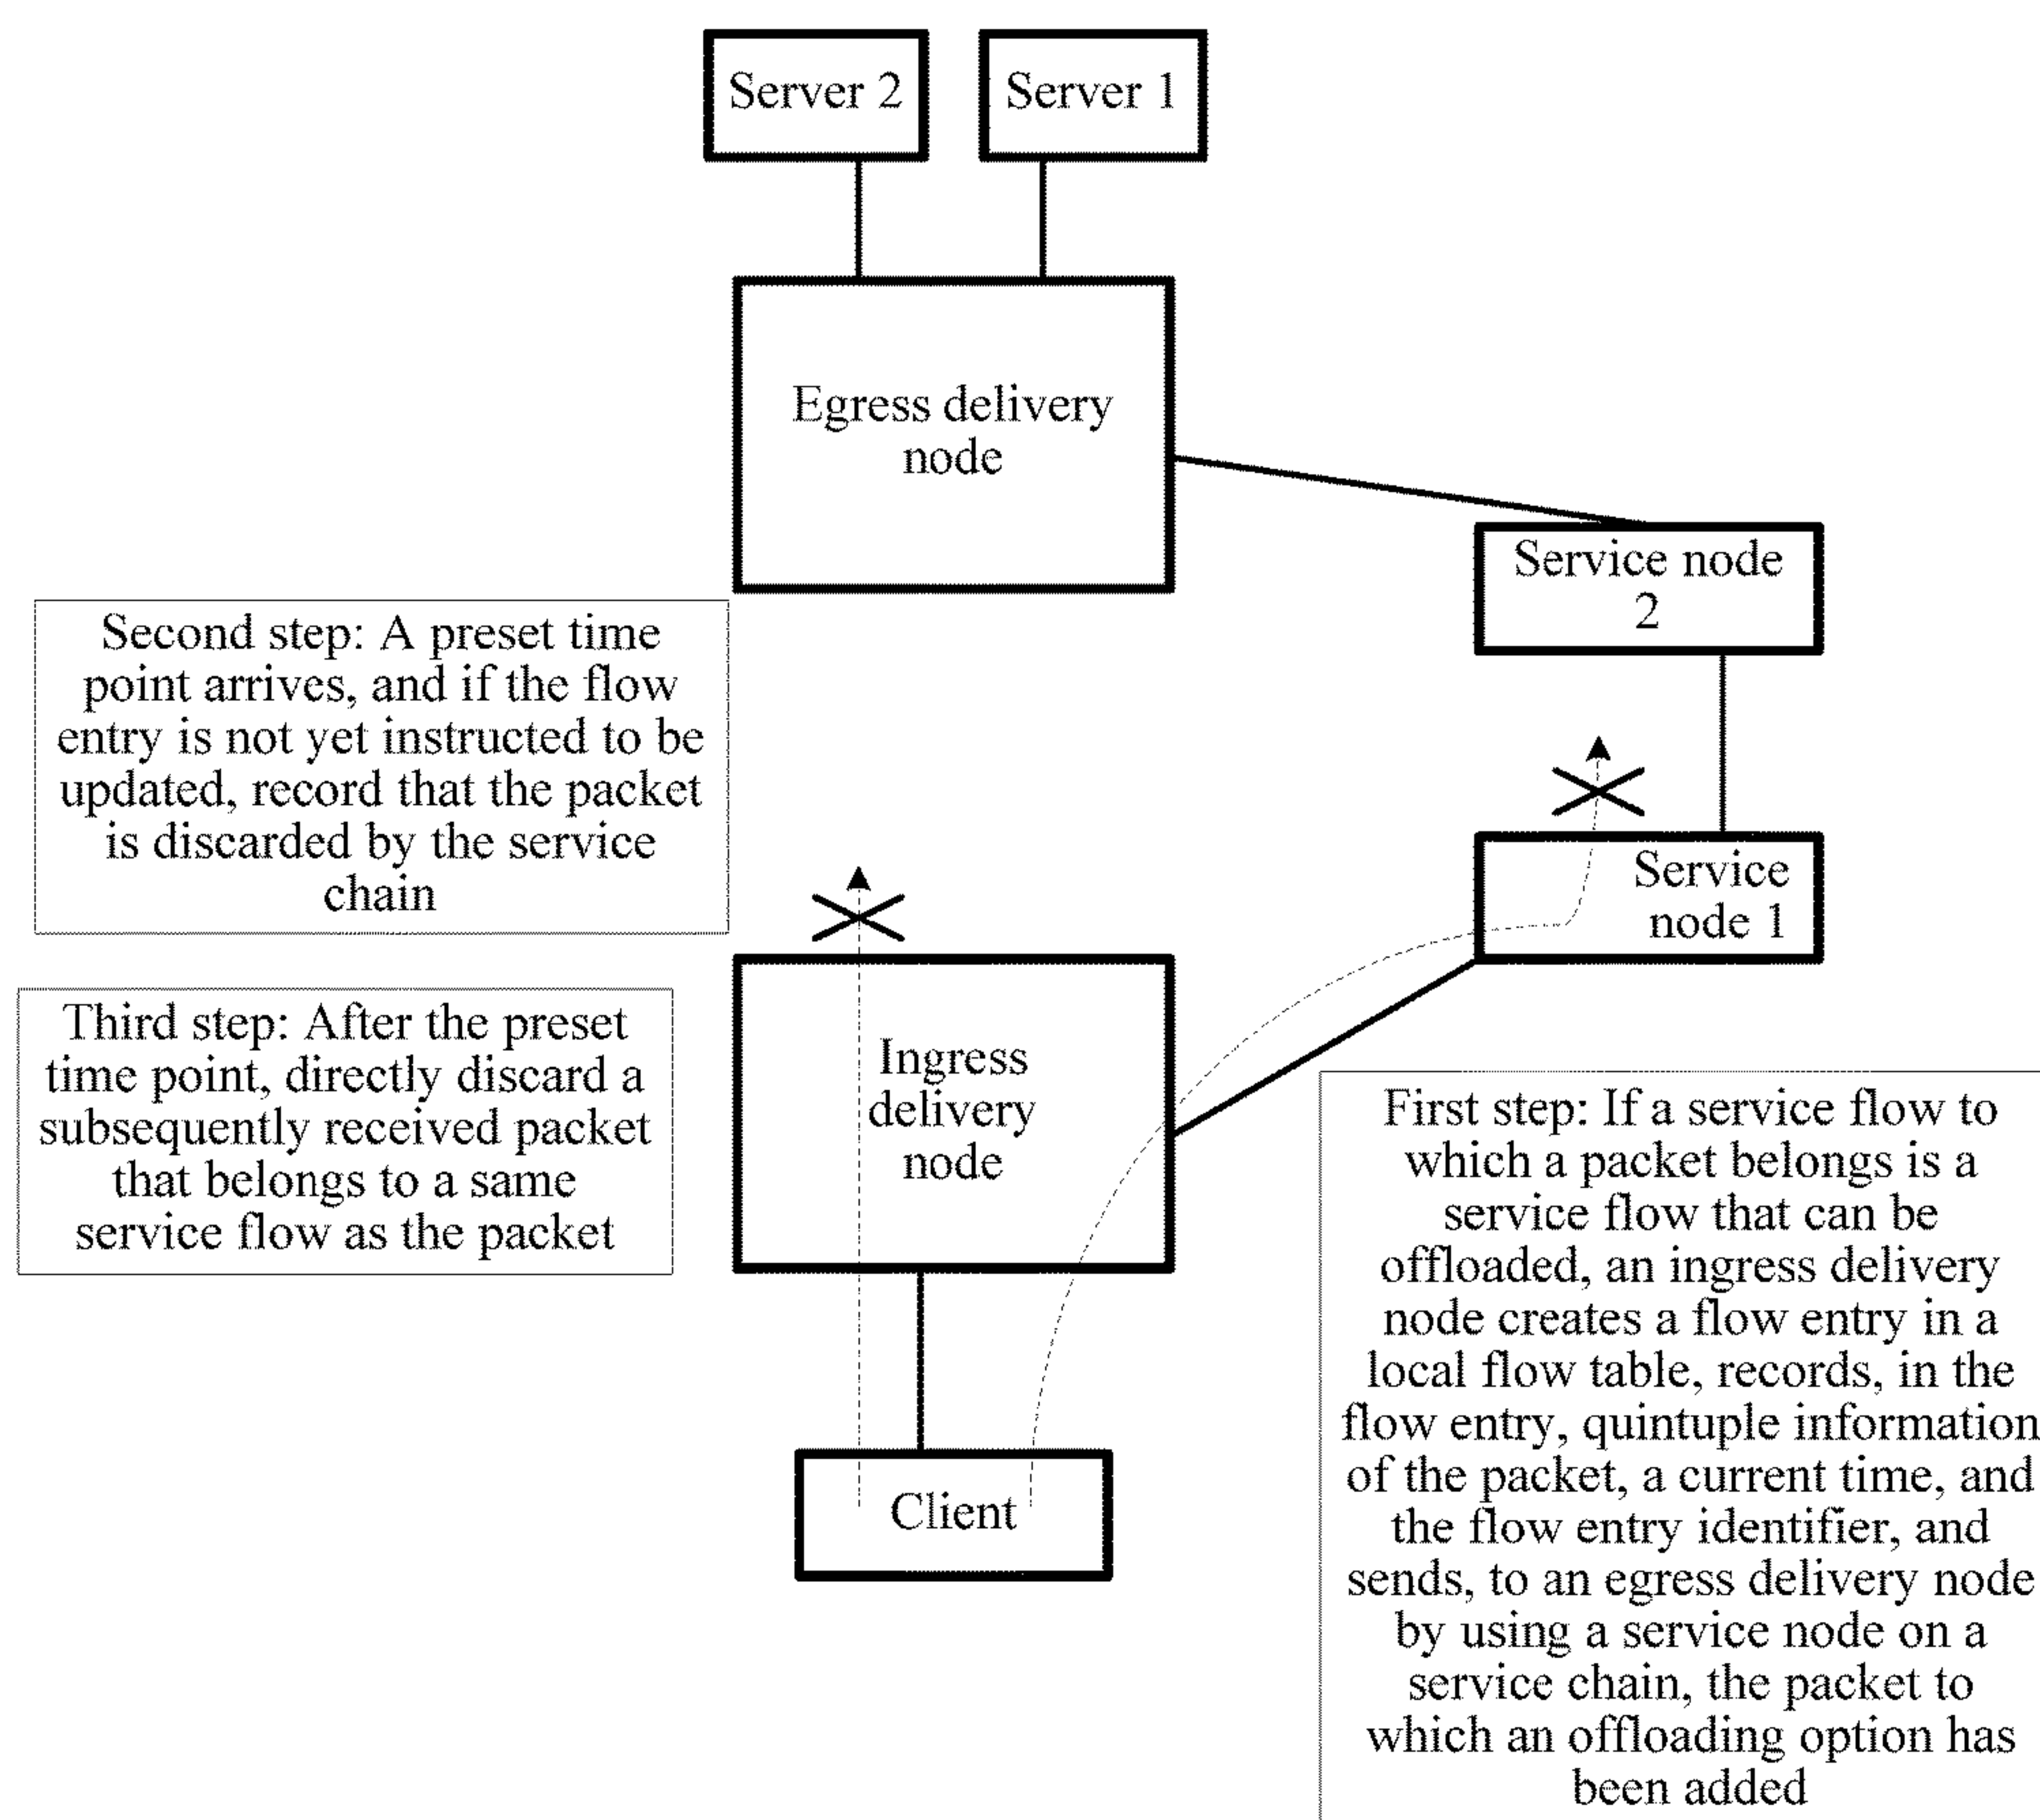 Server 2
Server 1
Egress delivery
node
Service node
2
Second step: A preset time
point arrives, and if the flow
entry is not yet instructed to be
updated, record that the packet
is discarded by the service
chain
Service
node 1
Third step: After the preset
time point, directly discard a
subsequently received packet
that belongs to a same
service flow as the packet
Ingress
delivery
node
First step: If a service flow to
which a packet belongs is a
service flow that can be
offloaded, an ingress delivery
node creates a flow entry in a
local flow table, records, in the
flow entry, quintuple information
of the packet, a current time, and
the flow entry identifier, and
sends, to an egress delivery node
by using a service node on a
service chain, the packet to
which an offloading option has
been added
Client